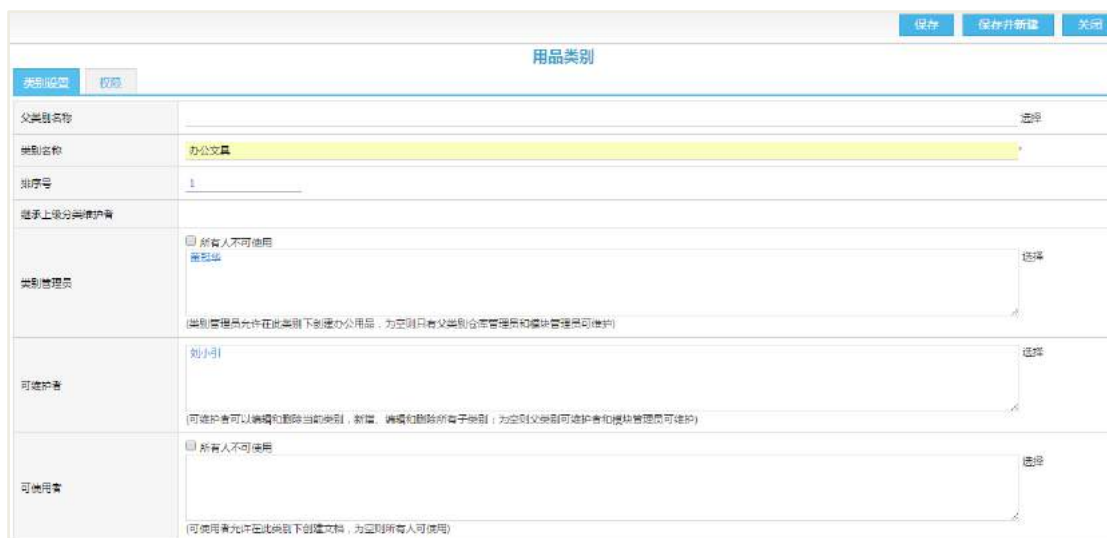 保存 保存并新建 关闭
用品类别
类别设置 权限
父类别名称 选择
类别名称 办公文具 *
排序号 1
继承上级分类维护者
所有人不可使用
类别管理员 选择
(类别管理员允许在此类别下创建办公用品，为空则只有父类别仓库管理员和模块管理员可维护)
刘小引 选择
可维护者
(可维护者可以编辑和删除当前类别，新增、编辑和删除所有子类别；为空则父类别可维护者和模块管理员可维护)
所有人不可使用
选择
可使用者
(可使用者允许在此类别下创建文档，为空则所有人可使用)